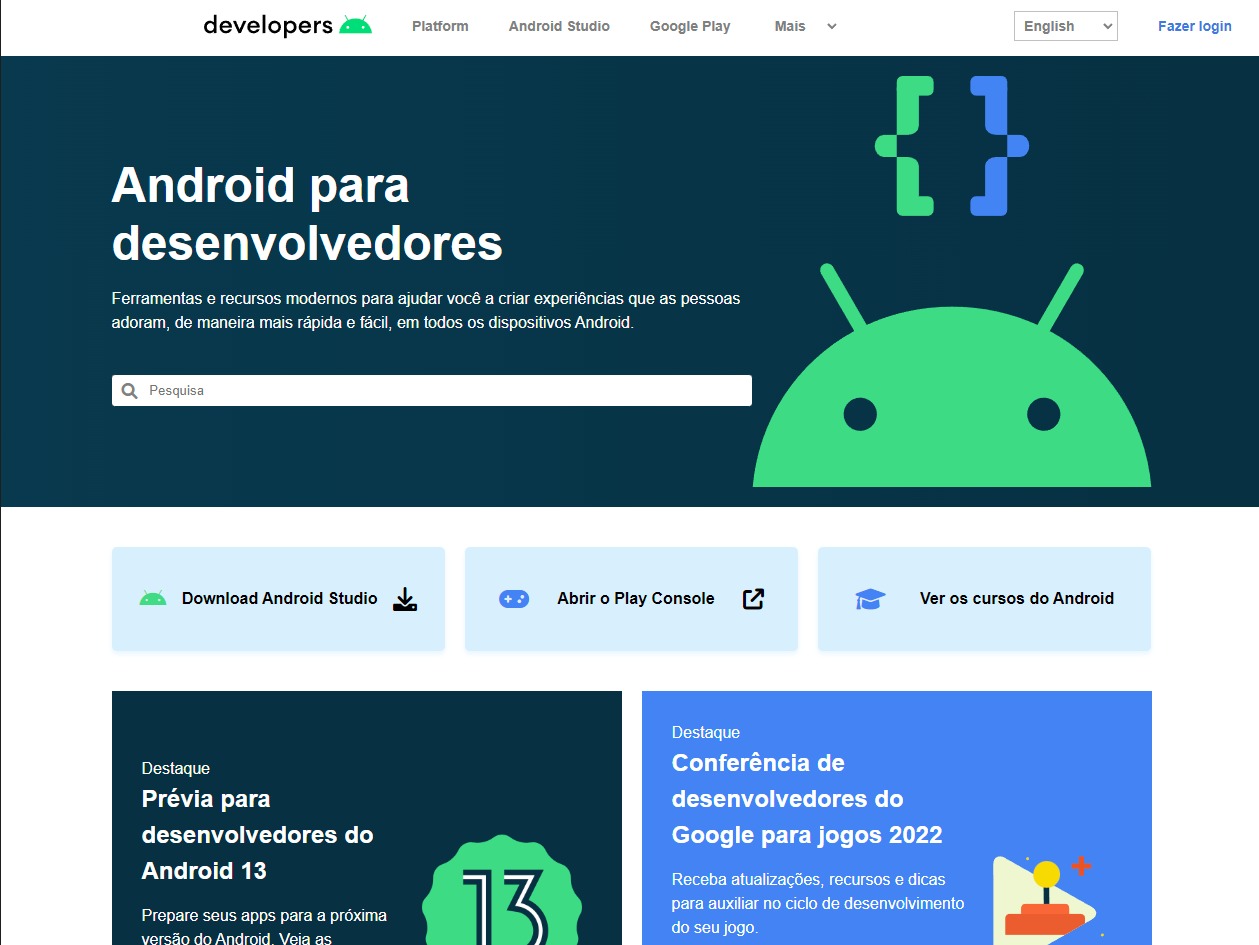 developers
Platform
Android Studio
Google Play
Mais
English
Fazer login
Android para
desenvolvedores
Ferramentas e recursos modernos para ajudar você a criar experiências que as pessoas
adoram, de maneira mais rápida e fácil, em todos os dispositivos Android.
Pesquisa
Download Android Studio
Abrir o Play Console
Ver os cursos do Android
Destaque
Prévia para
desenvolvedores do
Android 13
Prepare seus apps para a próxima
versão do Android. Veja as
13
Destaque
Conferência de
desenvolvedores do
Google para jogos 2022
Receba atualizações, recursos e dicas
para auxiliar no ciclo de desenvolvimento
do seu jogo.